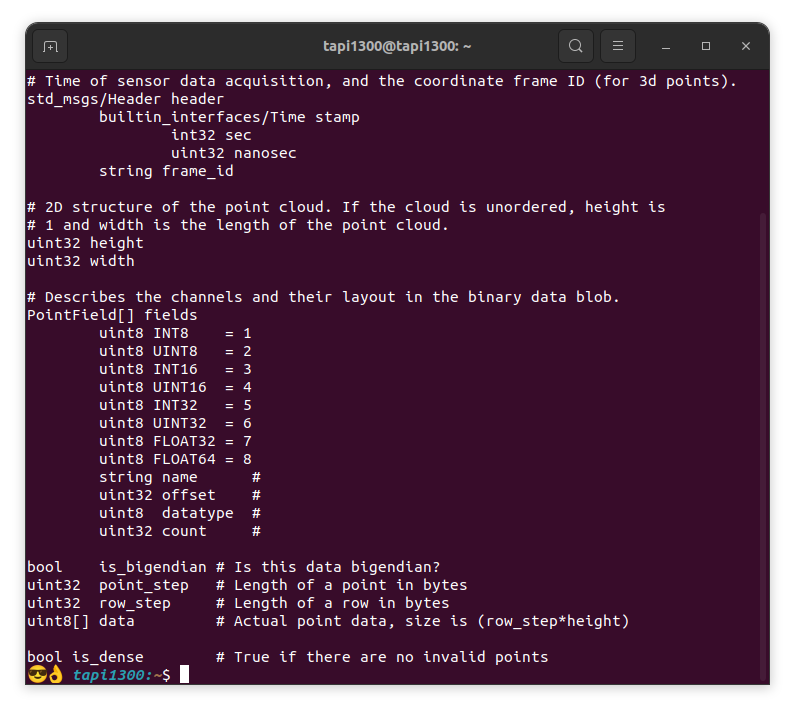 tapi1300@tapi1300: ~
# Time of sensor data acquisition, and the coordinate frame ID (for 3d points).
std_msgs/Header header
        builtin_interfaces/Time stamp
                int32 sec
                uint32 nanosec
        string frame_id

# 2D structure of the point cloud. If the cloud is unordered, height is
# 1 and width is the length of the point cloud.
uint32 height
uint32 width

# Describes the channels and their layout in the binary data blob.
PointField[] fields
        uint8 INT8    = 1
        uint8 UINT8   = 2
        uint8 INT16   = 3
        uint8 UINT16  = 4
        uint8 INT32   = 5
        uint8 UINT32  = 6
        uint8 FLOAT32 = 7
        uint8 FLOAT64 = 8
        string name      #
        uint32 offset    #
        uint8  datatype  #
        uint32 count     #

bool    is_bigendian # Is this data bigendian?
uint32  point_step   # Length of a point in bytes
uint32  row_step     # Length of a row in bytes
uint8[] data         # Actual point data, size is (row_step*height)

bool is_dense        # True if there are no invalid points
😎👌 tapi1300:~$